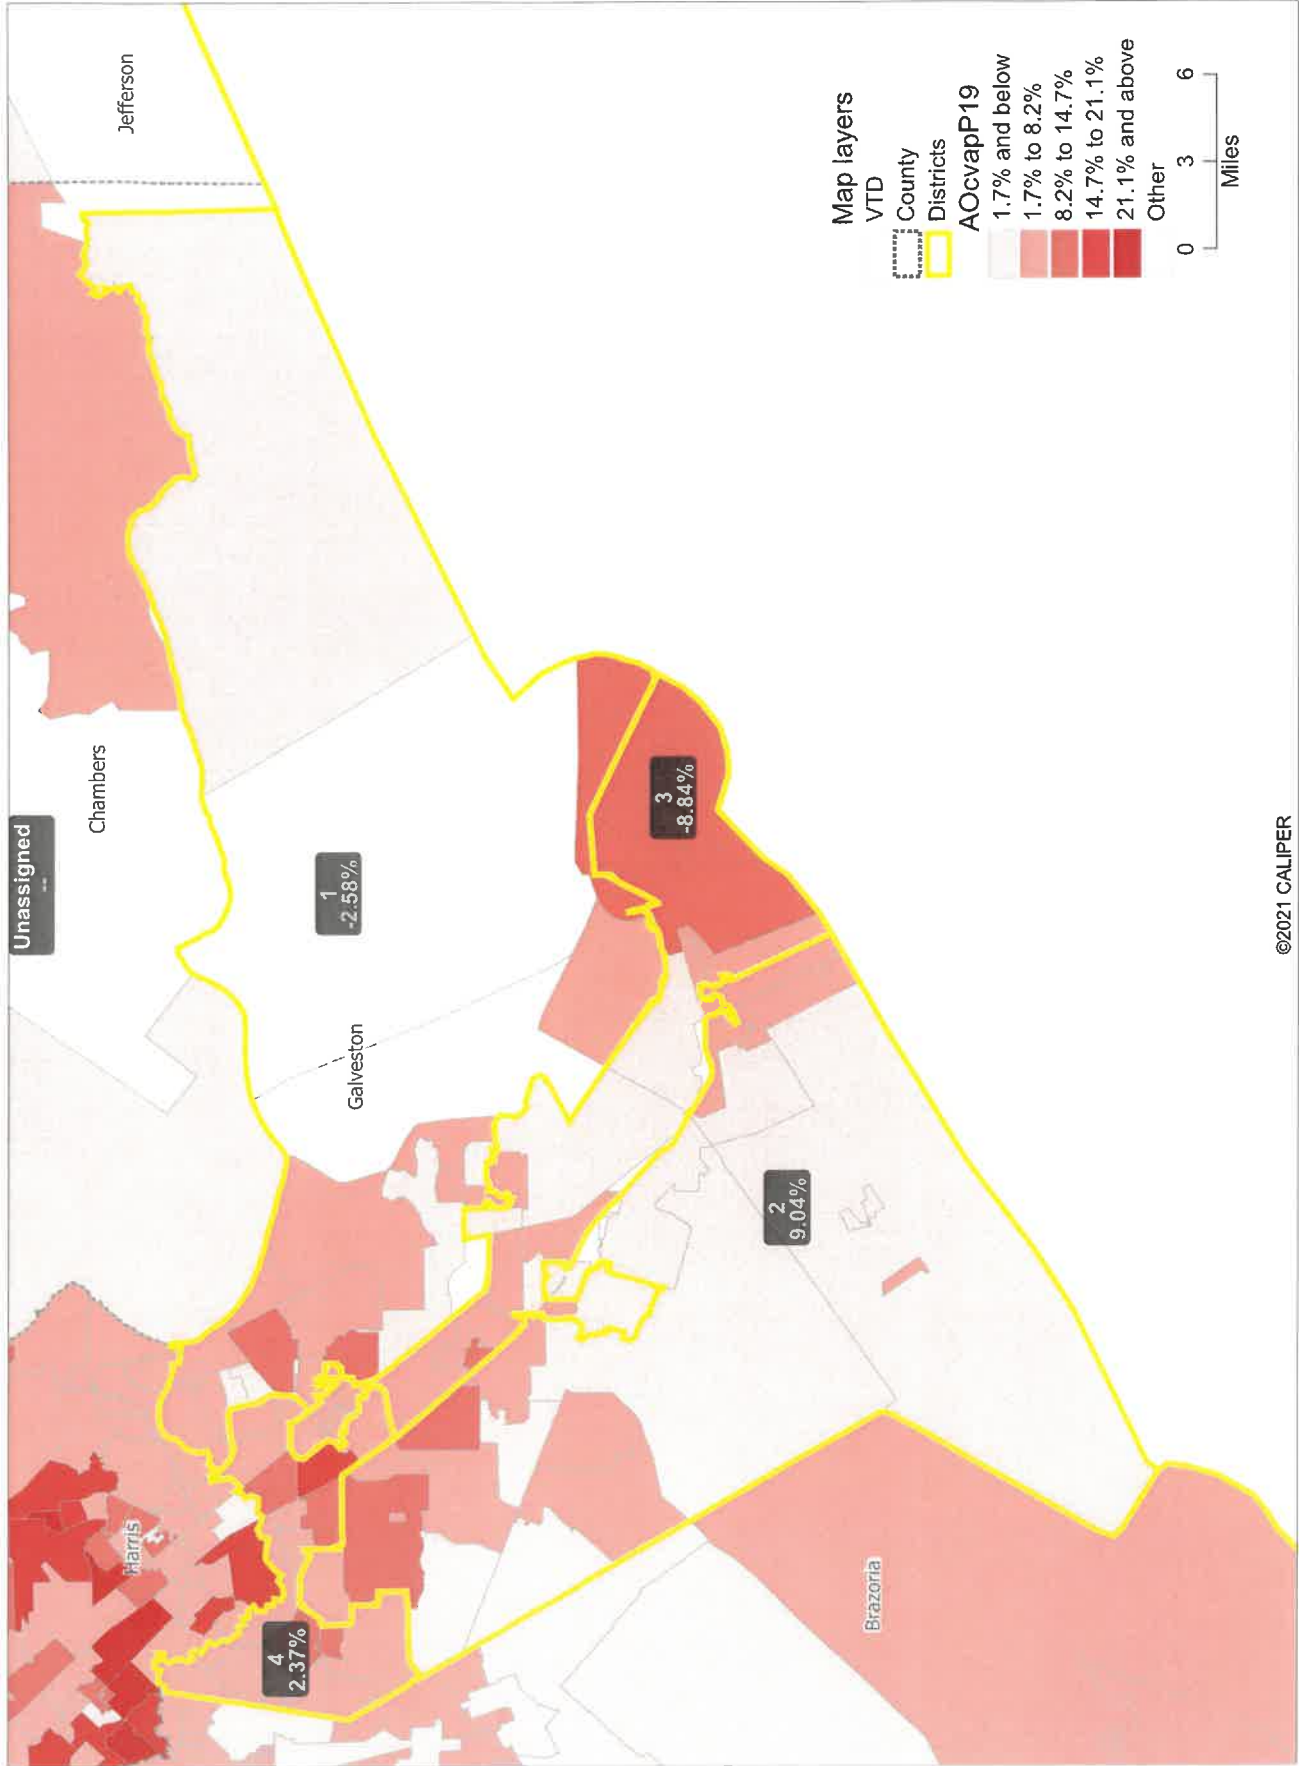 Unassigned
--
Jefferson
Chambers
1
-2.58%
Galveston
3
-8.84%
Harris
4
2.37%
2
9.04%
Brazoria
Map layers
VTD
County
Districts
AOcvapP19
1.7% and below
1.7% to 8.2%
8.2% to 14.7%
14.7% to 21.1%
21.1% and above
Other
0 3 6
Miles
©2021 CALIPER